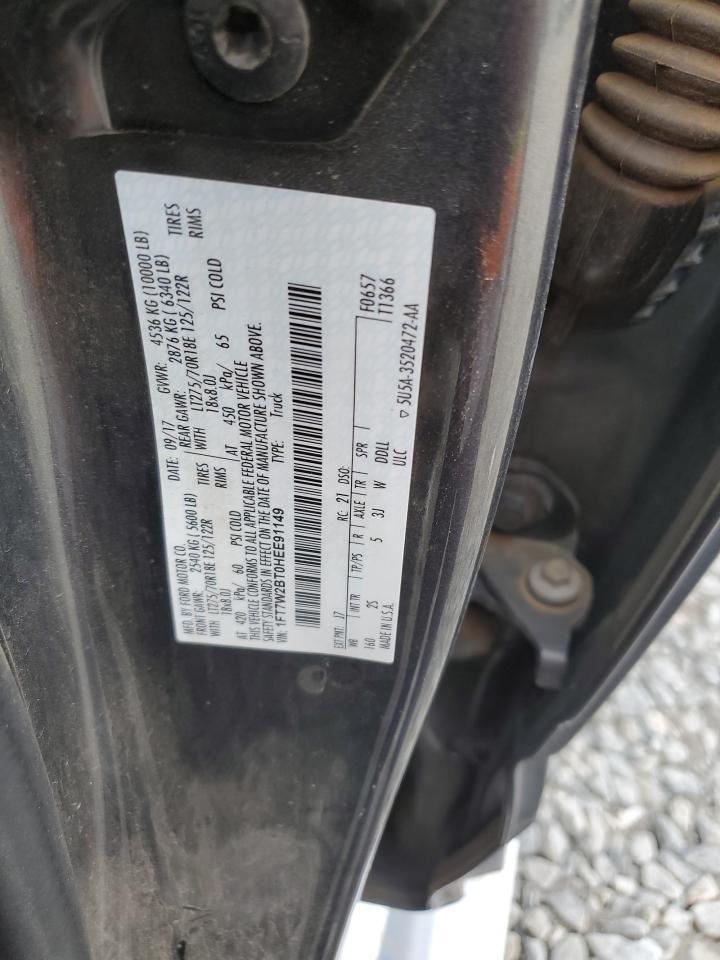 MFD. BY FORD MOTOR CO.
DATE: 09/17 GVWR: 4536 KG (10000 LB)
FRONT GAWR: 2540 KG ( 5600 LB) REAR GAWR: 2876 KG ( 6340 LB)
WITH LT275/70R18E 125/122R TIRES WITH LT275/70R18E 125/122R TIRES
18x8.0J RIMS 18x8.0J RIMS
AT 420 kPa/ 60 PSI COLD AT 450 kPa/ 65 PSI COLD
THIS VEHICLE CONFORMS TO ALL APPLICABLE FEDERAL MOTOR VEHICLE
SAFETY STANDARDS IN EFFECT ON THE DATE OF MANUFACTURE SHOWN ABOVE.
VIN: 1FT7W2BT0HEE91149 TYPE: Truck
F0657
T1366
EXT PNT: J7 RC: 21 DSO:
WB INT TR TP/PS R AXLE TR SPR
160 25 5 3J W DDLL
MADE IN U.S.A. ULC 5U5A-3520472-AA